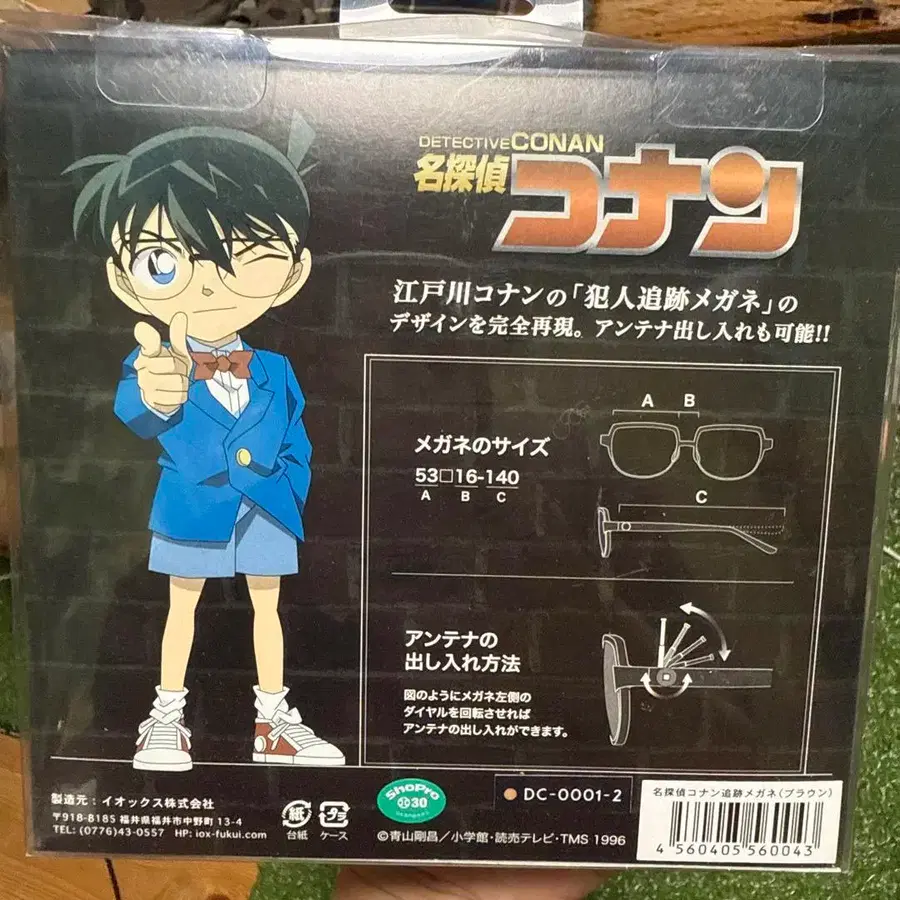 DETECTIVE CONAN
名探偵コナン
江戸川コナンの「犯人追跡メガネ」の
デザインを完全再現。アンテナ出し入れも可能!!
A B
メガネのサイズ
53□16-140
A B C
C
アンテナの
出し入れ方法
図のようにメガネ左側の
ダイヤルを回転させれば
アンテナの出し入れができます。
製造元：イオックス株式会社
〒918-8185 福井県福井市中野町 13-4
TEL: (0776)43-0557 HP: iox-fukui.com
紙
台紙
プラ
ケース
ShoPro
30
DC-0001-2
©青山剛昌／小学館・読売テレビ・TMS 1996
名探偵コナン追跡メガネ(ブラウン)
4 560405 560043